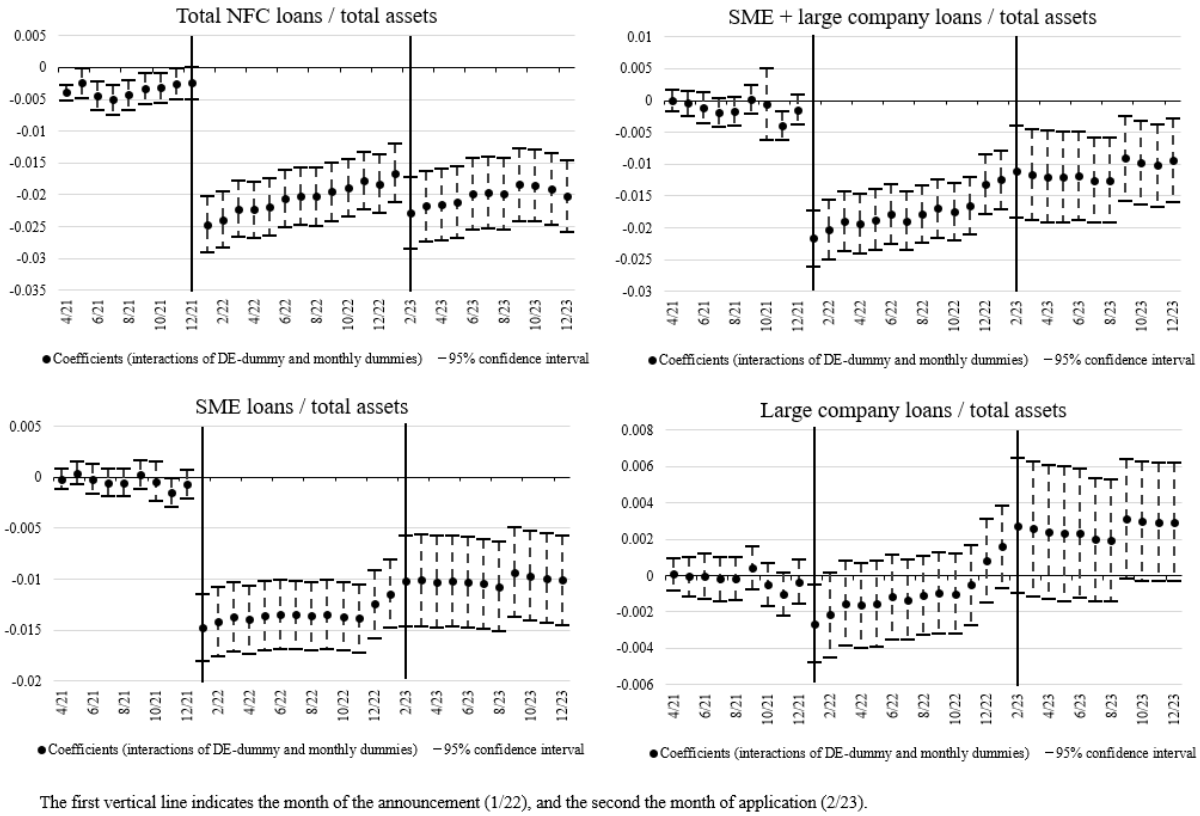 Total NFC loans / total assets
0.005
0
-0.005
-0.01
-0.015
-0.02
-0.025
-0.03
-0.035
4/21 6/21 8/21 10/21 12/21 2/22 4/22 6/22 8/22 10/22 12/22 2/23 4/23 6/23 8/23 10/23 12/23
Coefficients (interactions of DE-dummy and monthly dummies) 95% confidence interval
SME + large company loans / total assets
0.01
0.005
0
-0.005
-0.01
-0.015
-0.02
-0.025
-0.03
4/21 6/21 8/21 10/21 12/21 2/22 4/22 6/22 8/22 10/22 12/22 2/23 4/23 6/23 8/23 10/23 12/23
Coefficients (interactions of DE-dummy and monthly dummies) 95% confidence interval
SME loans / total assets
0.005
0
-0.005
-0.01
-0.015
-0.02
4/21 6/21 8/21 10/21 12/21 2/22 4/22 6/22 8/22 10/22 12/22 2/23 4/23 6/23 8/23 10/23 12/23
Coefficients (interactions of DE-dummy and monthly dummies) 95% confidence interval
Large company loans / total assets
0.008
0.006
0.004
0.002
0
-0.002
-0.004
-0.006
4/21 6/21 8/21 10/21 12/21 2/22 4/22 6/22 8/22 10/22 12/22 2/23 4/23 6/23 8/23 10/23 12/23
Coefficients (interactions of DE-dummy and monthly dummies) 95% confidence interval
The first vertical line indicates the month of the announcement (1/22), and the second the month of application (2/23).